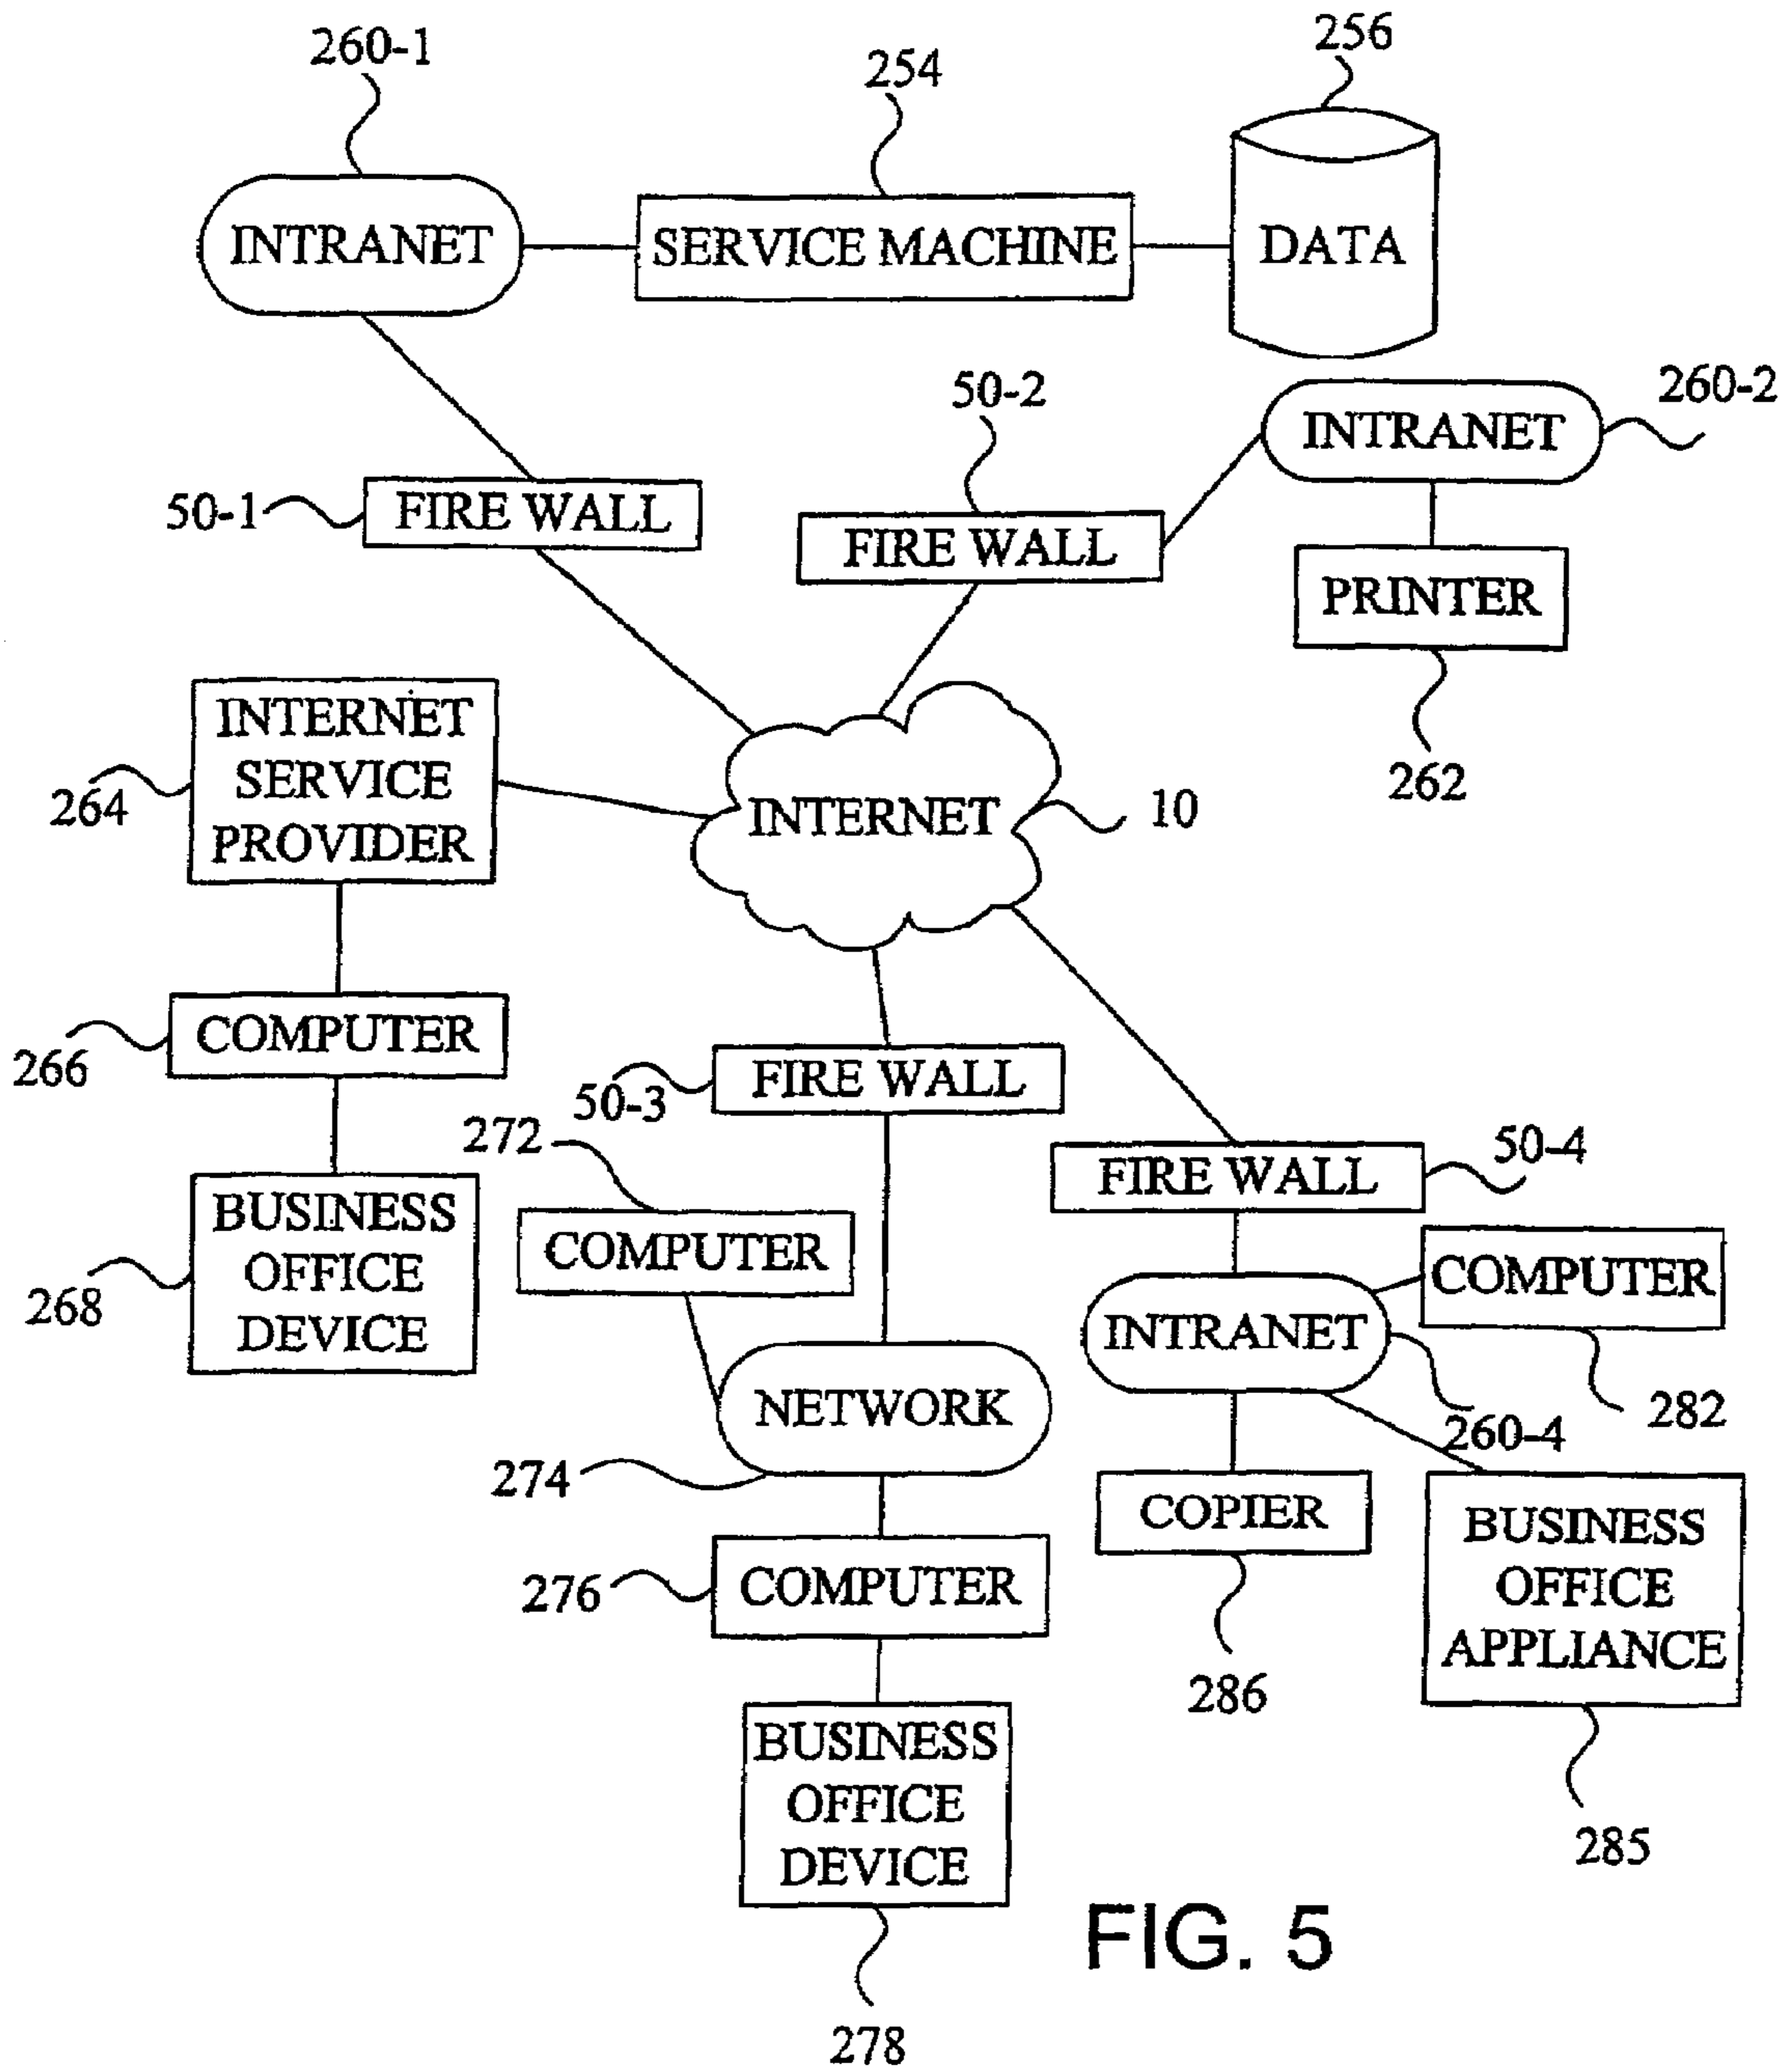 260-1
254
256
INTRANET
SERVICE MACHINE
DATA
50-2
260-2
INTRANET
50-1
FIRE WALL
FIRE WALL
PRINTER
262
INTERNET
SERVICE
PROVIDER
264
INTERNET
10
COMPUTER
266
FIRE WALL
50-3
272
50-4
FIRE WALL
BUSINESS
OFFICE
DEVICE
268
COMPUTER
COMPUTER
INTRANET
282
260-4
NETWORK
274
COPIER
BUSINESS
OFFICE
APPLIANCE
276
COMPUTER
286
285
BUSINESS
OFFICE
DEVICE
278
FIG. 5